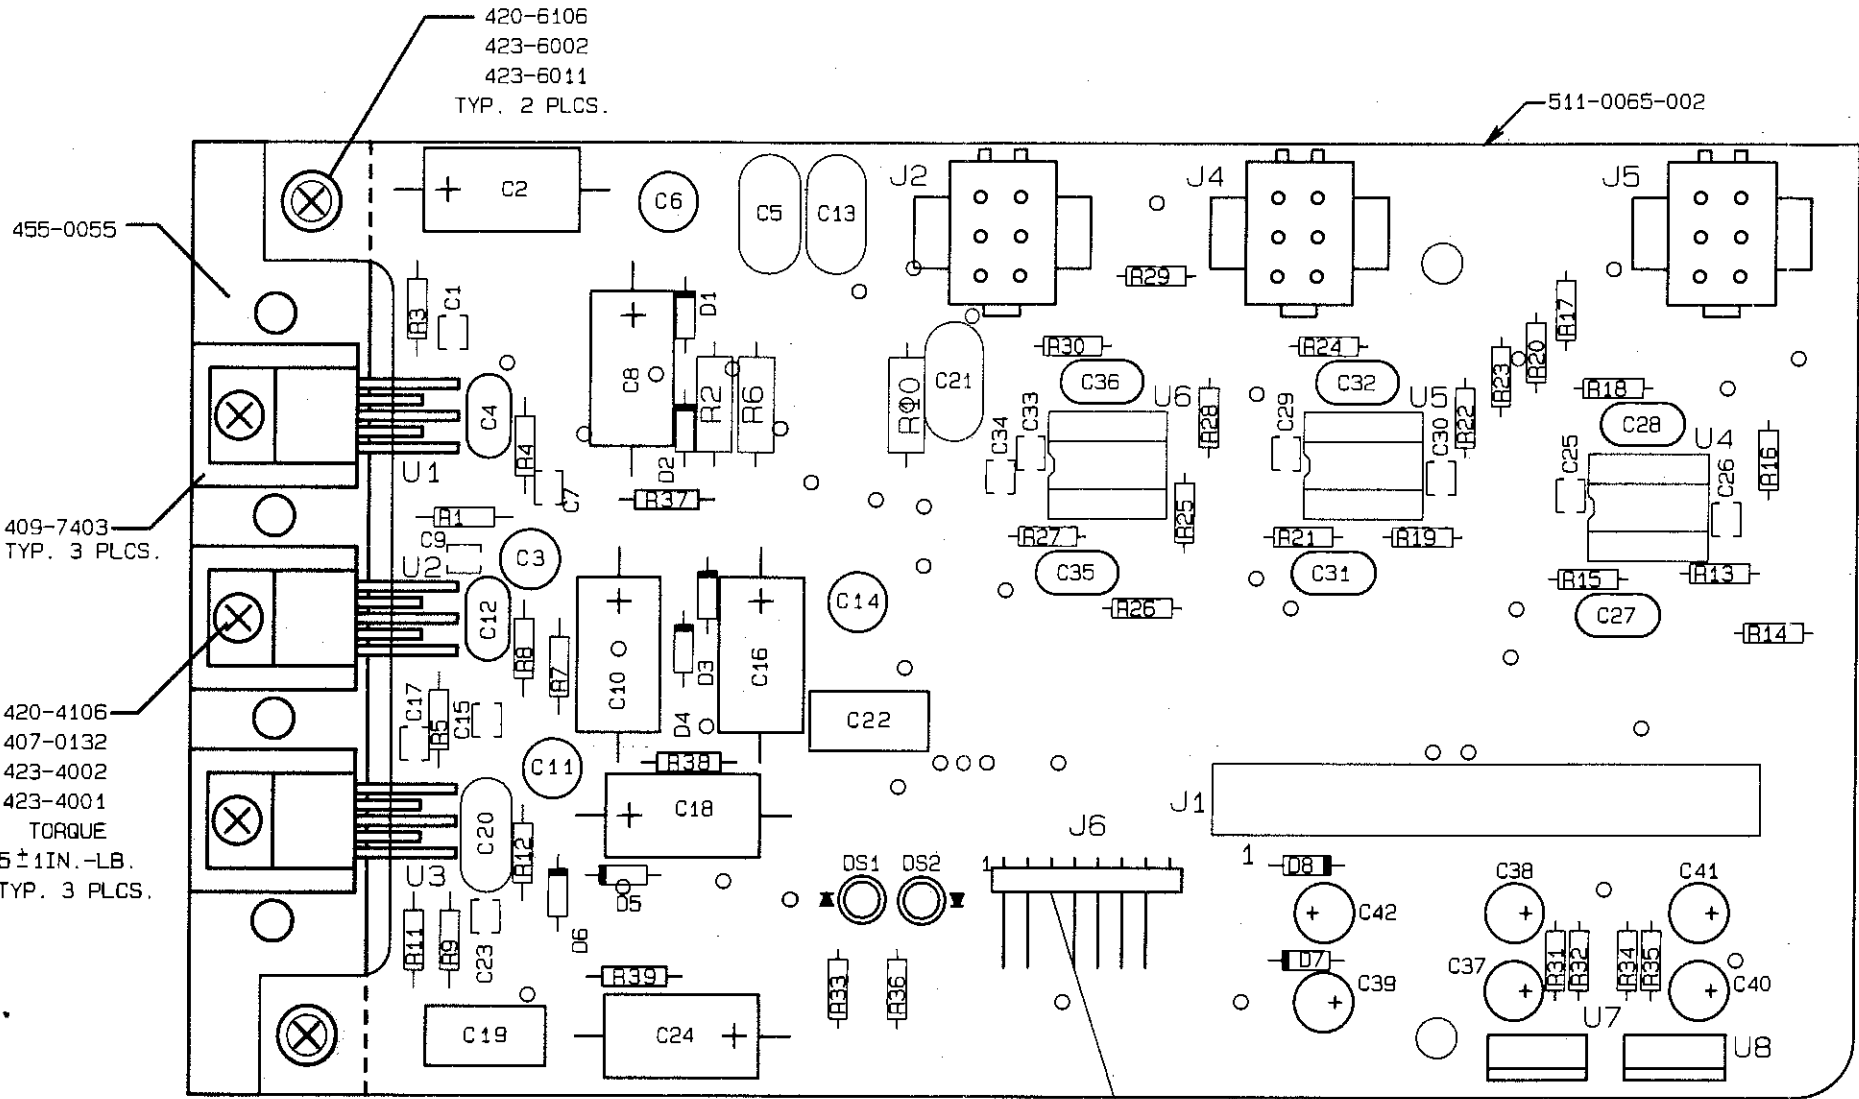 420-6106
423-6002
423-6011
TYP. 2 PLCS.
511-0065-002
455-0055
409-7403
TYP. 3 PLCS.
420-4106
407-0132
423-4002
423-4001
TORQUE
5±1IN.-LB.
TYP. 3 PLCS.
+ C2
C6
C5
C13
J2
J4
J5
R3
C1
+
C8
D1
R29
R17
R20
R23
R30
C36
R24
C32
R18
C28
C4
R4
R2
R6
C21
C34
C33
U6
R28
C29
U5
C30
R22
C25
U4
C26
R16
U1
C7
D2
R37
R1
C9
U2
C3
R27
C35
R25
R21
C31
R19
R15
C27
R13
R26
R14
C12
R8
R7
+
C10
D3
D4
+
C16
C14
C22
C17
R5
C15
C11
R38
+ C18
J1
J6
1
1
C20
R12
U3
D5
D6
DS1
DS2
D8
+ C42
C38
+
C41
+
R11
R9
C23
R39
R33
R36
D7
C39
+
C37
+
R31
R32
R34
R35
C40
+
C19
C24 +
U7
U8